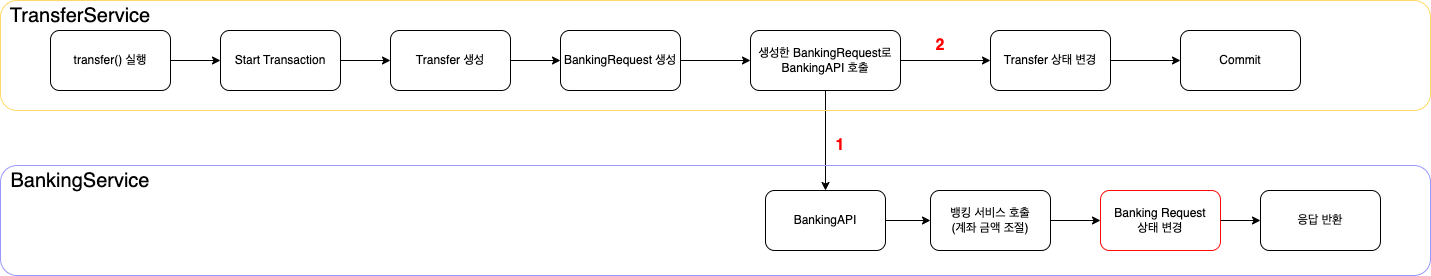 TransferService
transfer() 실행
Start Transaction
Transfer 생성
BankingRequest 생성
생성한 BankingRequest로
BankingAPI 호출
2
Transfer 상태 변경
Commit
1
BankingService
BankingAPI
뱅킹 서비스 호출
(계좌 금액 조절)
Banking Request
상태 변경
응답 반환